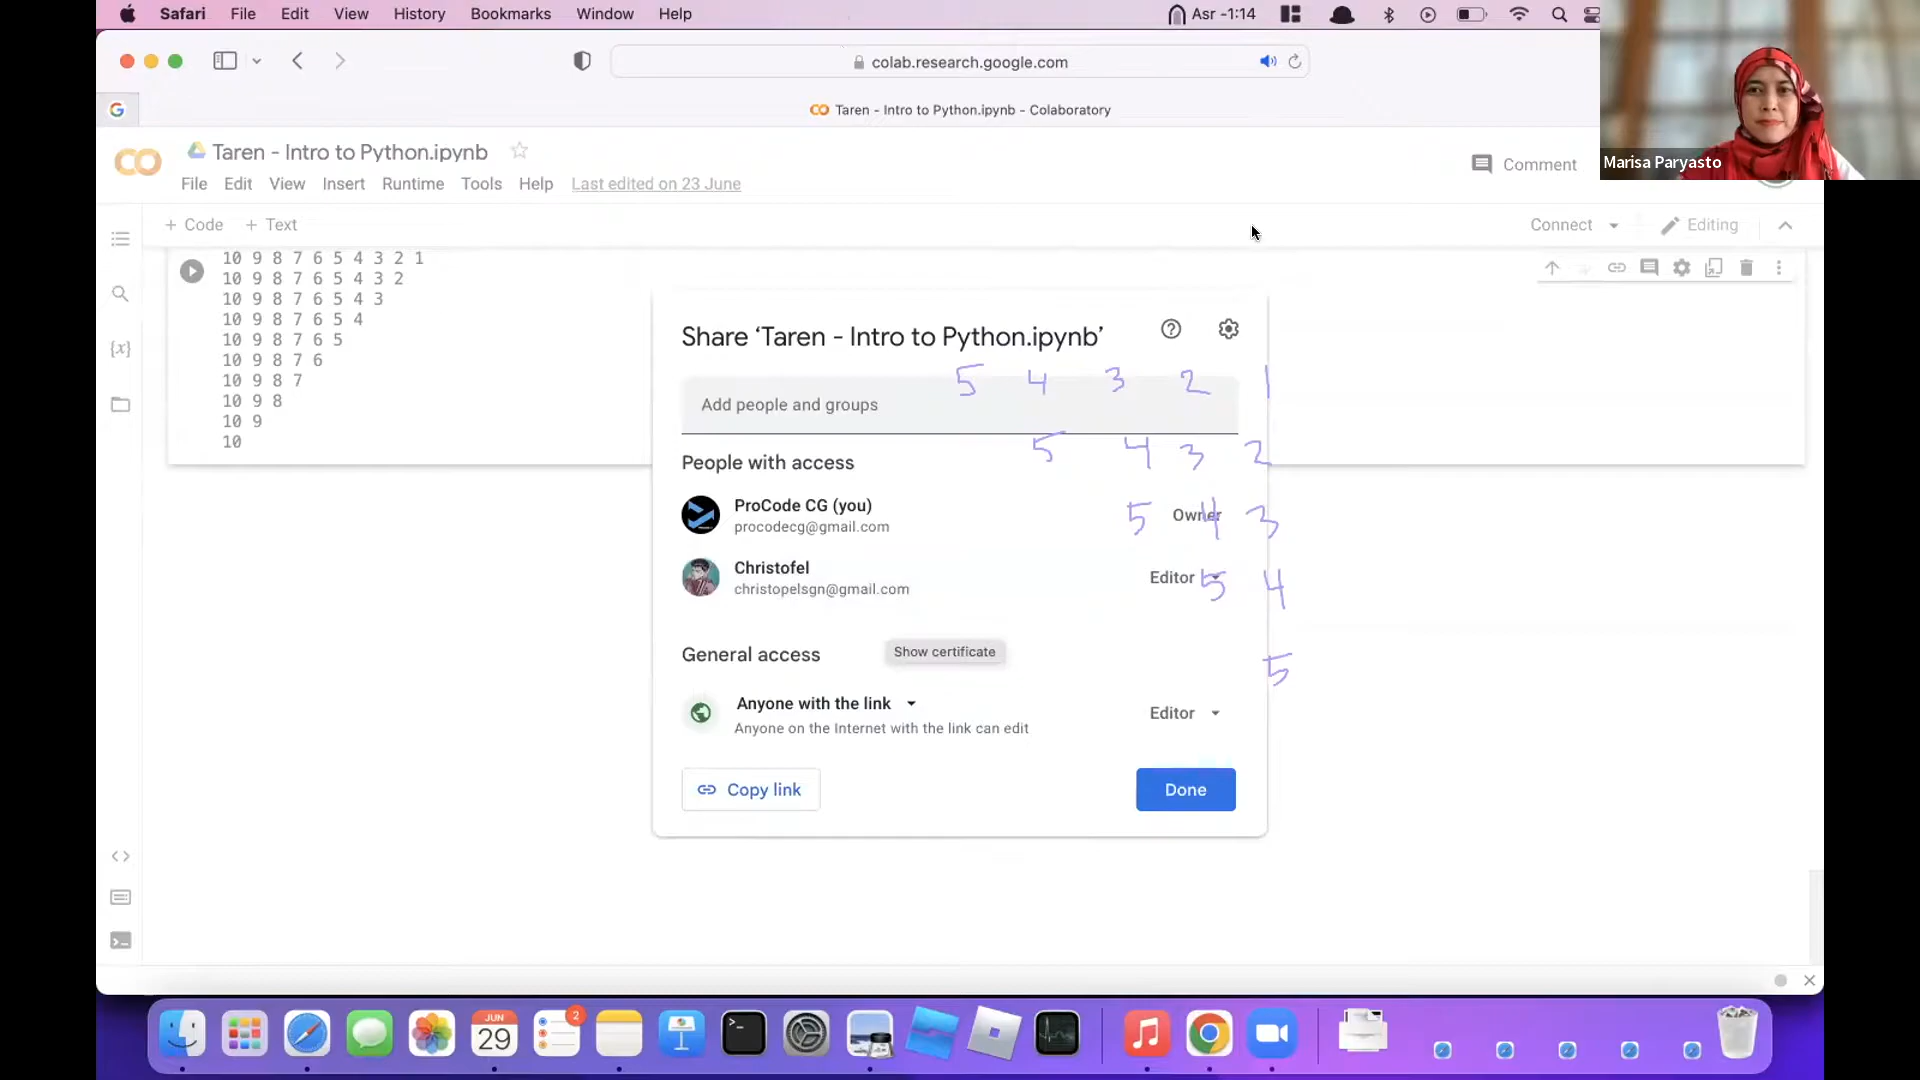 Safari File Edit View History Bookmarks Window Help Asr -1:14
colab.research.google.com
Taren - Intro to Python.ipynb - Colaboratory
Marisa Paryasto
Taren - Intro to Python.ipynb
Comment
File Edit View Insert Runtime Tools Help Last edited on 23 June
+ Code + Text Connect Editing
10 9 8 7 6 5 4 3 2 1
10 9 8 7 6 5 4 3 2
10 9 8 7 6 5 4 3
10 9 8 7 6 5 4
10 9 8 7 6 5
10 9 8 7 6
10 9 8 7
10 9 8
10 9
10
Share ‘Taren - Intro to Python.ipynb’
5 4 3 2 1
Add people and groups
5 4 3 2
People with access
ProCode CG (you)
procodecg@gmail.com
Owner
5 4 3
Christofel
christopelsgn@gmail.com
Editor
5 4
General access
Show certificate
5
Anyone with the link
Anyone on the Internet with the link can edit
Editor
Copy link
Done
JUN
29
2